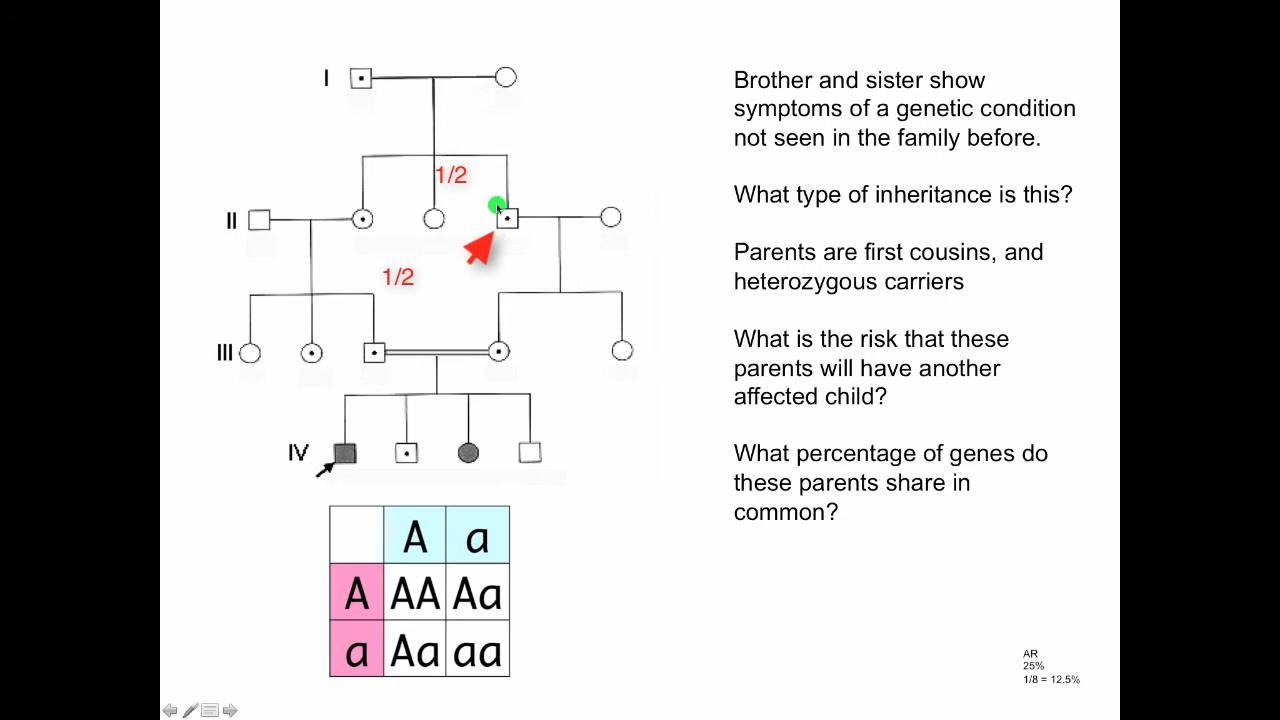 I
Brother and sister show
symptoms of a genetic condition
not seen in the family before.
1/2
What type of inheritance is this?
II
Parents are first cousins, and
heterozygous carriers
1/2
What is the risk that these
parents will have another
affected child?
III
What percentage of genes do
these parents share in
common?
IV
A a
A AA Aa
a Aa aa
AR
25%
1/8 = 12.5%